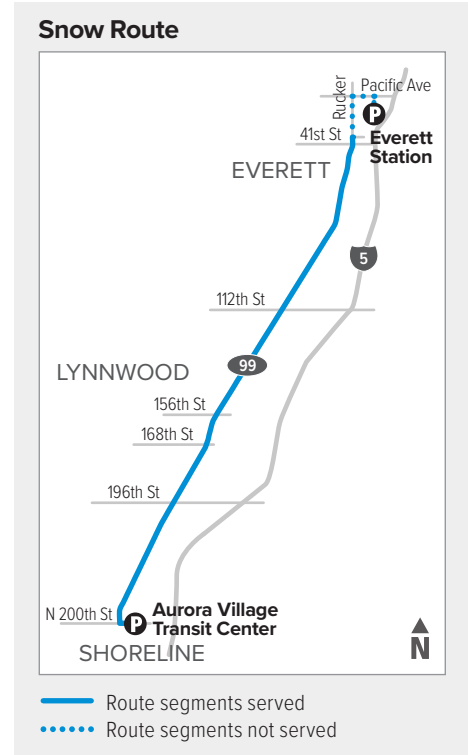 Snow Route
Rucker
Pacific Ave
P
41st St
Everett
Station
EVERETT
5
112th St
99
LYNNWOOD
156th St
168th St
196th St
N 200th St
P
Aurora Village
Transit Center
SHORELINE
N
Route segments served
Route segments not served